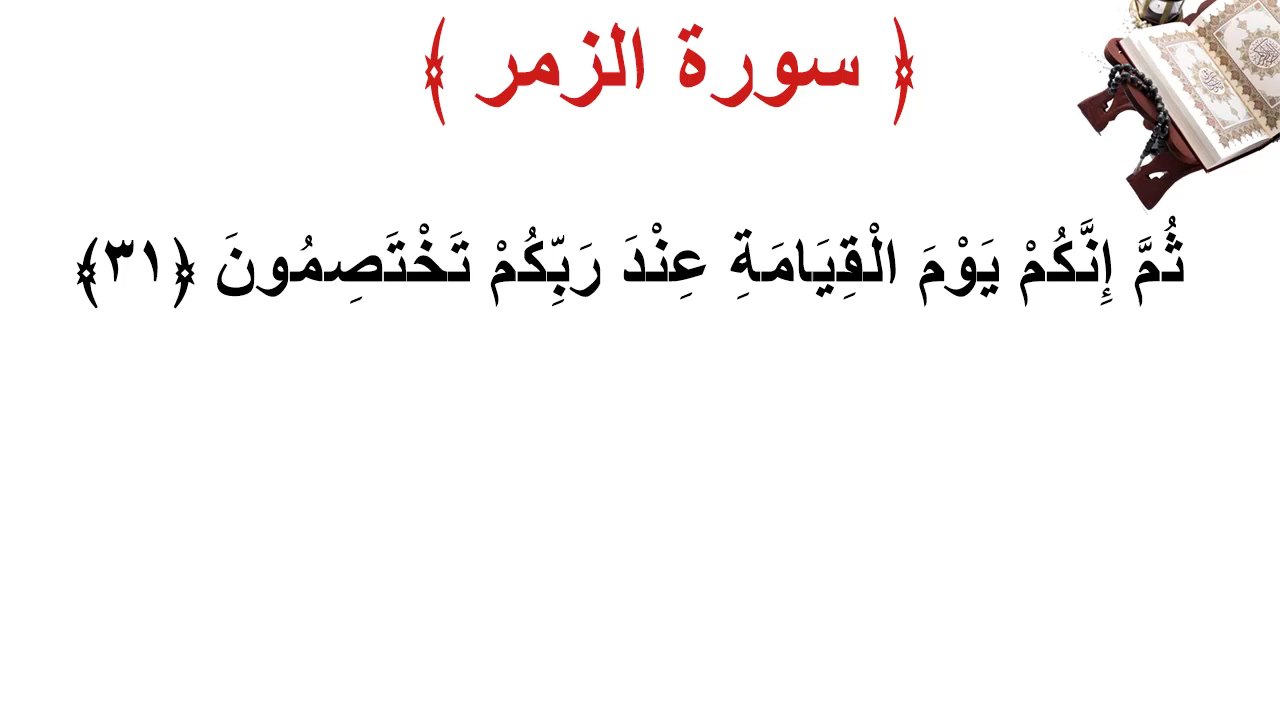 ﴿ سورة الزمر ﴾
ثُمَّ إِنَّكُمْ يَوْمَ الْقِيَامَةِ عِنْدَ رَبِّكُمْ تَخْتَصِمُونَ ﴿٣١﴾